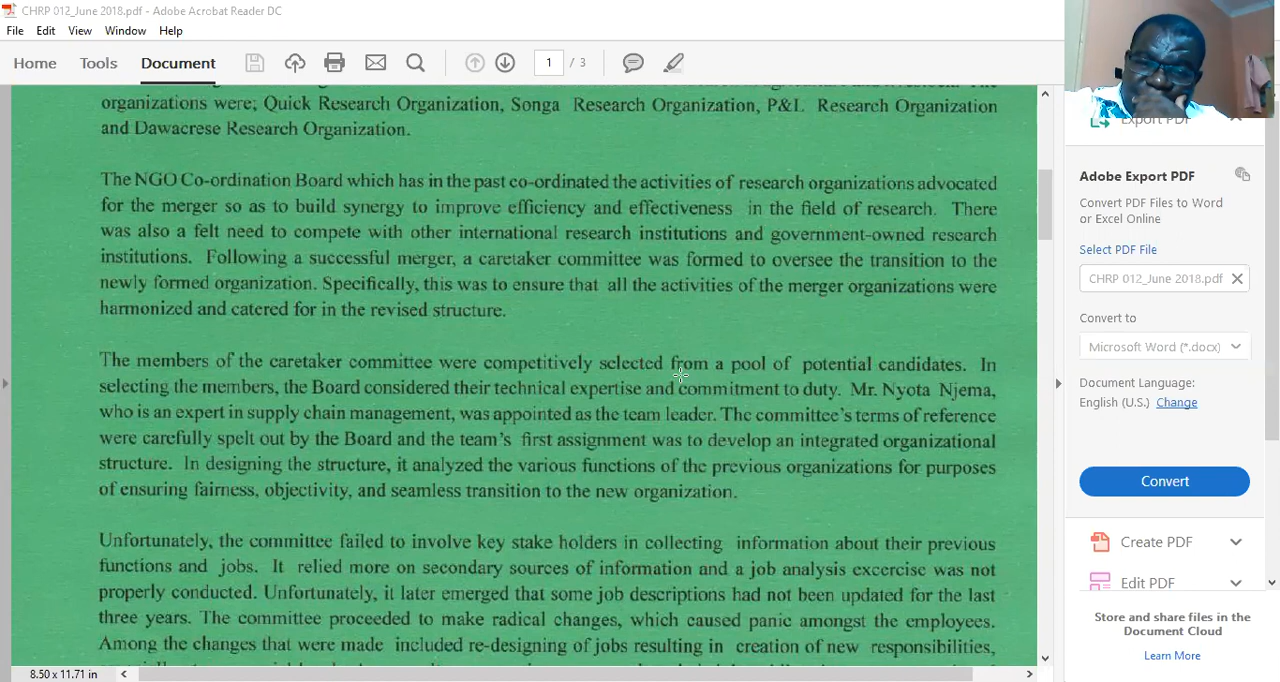 CHRP 012_June 2018.pdf - Adobe Acrobat Reader DC
File Edit View Window Help
Home Tools Document 1 / 3
organizations were; Quick Research Organization, Songa Research Organization, P&L Research Organization
and Dawacrese Research Organization.
The NGO Co-ordination Board which has in the past co-ordinated the activities of research organizations advocated
for the merger so as to build synergy to improve efficiency and effectiveness in the field of research. There
was also a felt need to compete with other international research institutions and government-owned research
institutions. Following a successful merger, a caretaker committee was formed to oversee the transition to the
newly formed organization. Specifically, this was to ensure that all the activities of the merger organizations were
harmonized and catered for in the revised structure.
The members of the caretaker committee were competitively selected from a pool of potential candidates. In
selecting the members, the Board considered their technical expertise and commitment to duty. Mr. Nyota Njema,
who is an expert in supply chain management, was appointed as the team leader. The committee's terms of reference
were carefully spelt out by the Board and the team's first assignment was to develop an integrated organizational
structure. In designing the structure, it analyzed the various functions of the previous organizations for purposes
of ensuring fairness, objectivity, and seamless transition to the new organization.
Unfortunately, the committee failed to involve key stake holders in collecting information about their previous
functions and jobs. It relied more on secondary sources of information and a job analysis excercise was not
properly conducted. Unfortunately, it later emerged that some job descriptions had not been updated for the last
three years. The committee proceeded to make radical changes, which caused panic amongst the employees.
Among the changes that were made included re-designing of jobs resulting in creation of new responsibilities,
8.50 x 11.71 in
Export PDF
Adobe Export PDF
Convert PDF Files to Word
or Excel Online
Select PDF File
CHRP 012_June 2018.pdf
Convert to
Microsoft Word (*.docx)
Document Language:
English (U.S.) Change
Convert
Create PDF
Edit PDF
Store and share files in the
Document Cloud
Learn More